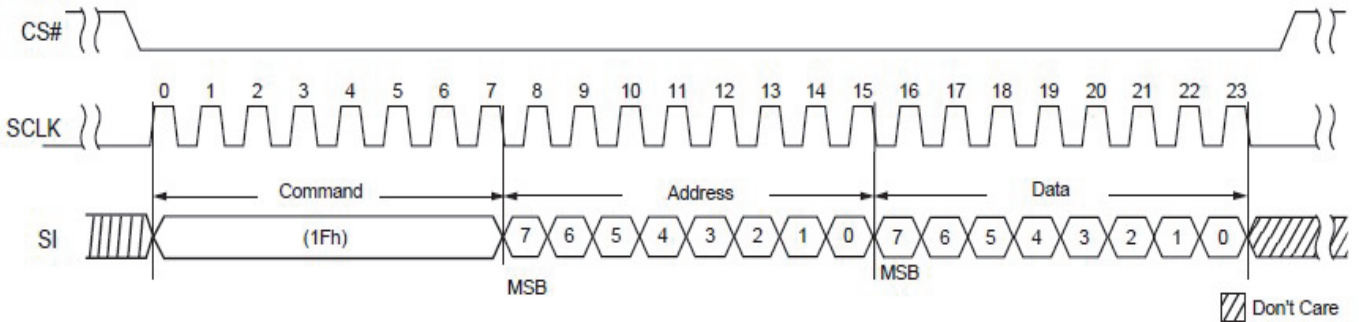 CS#
0 1 2 3 4 5 6 7 8 9 10 11 12 13 14 15 16 17 18 19 20 21 22 23
SCLK
Command Address Data
SI (1Fh) 7 6 5 4 3 2 1 0 7 6 5 4 3 2 1 0
MSB MSB
Don't Care